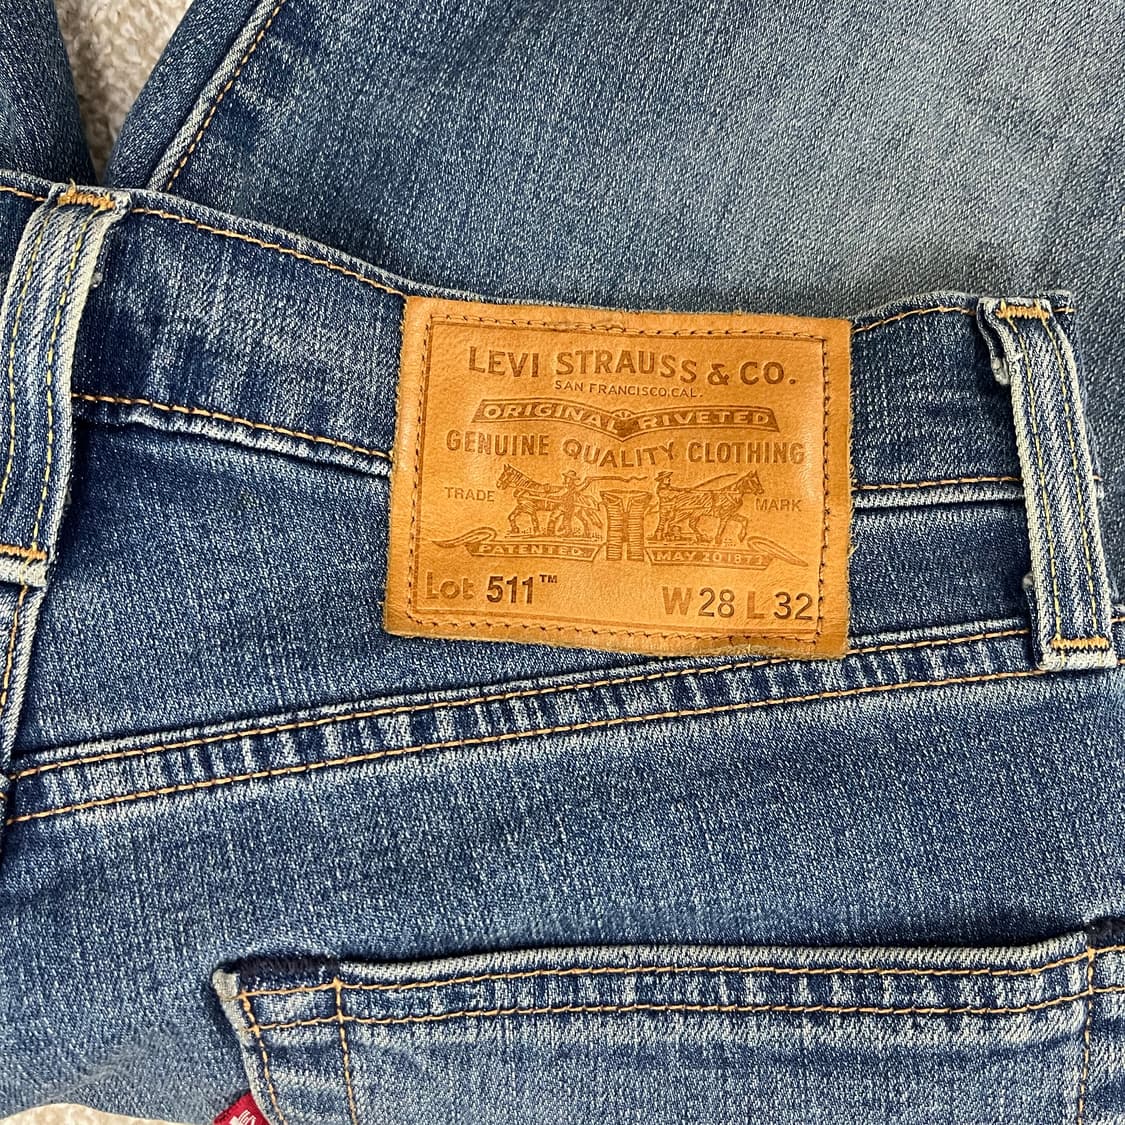 LEVI STRAUSS & CO.
SAN FRANCISCO, CAL.
ORIGINAL RIVETED
GENUINE QUALITY CLOTHING
TRADE MARK
PATENTED MAY 20 1873
Lot 511™ W 28 L 32